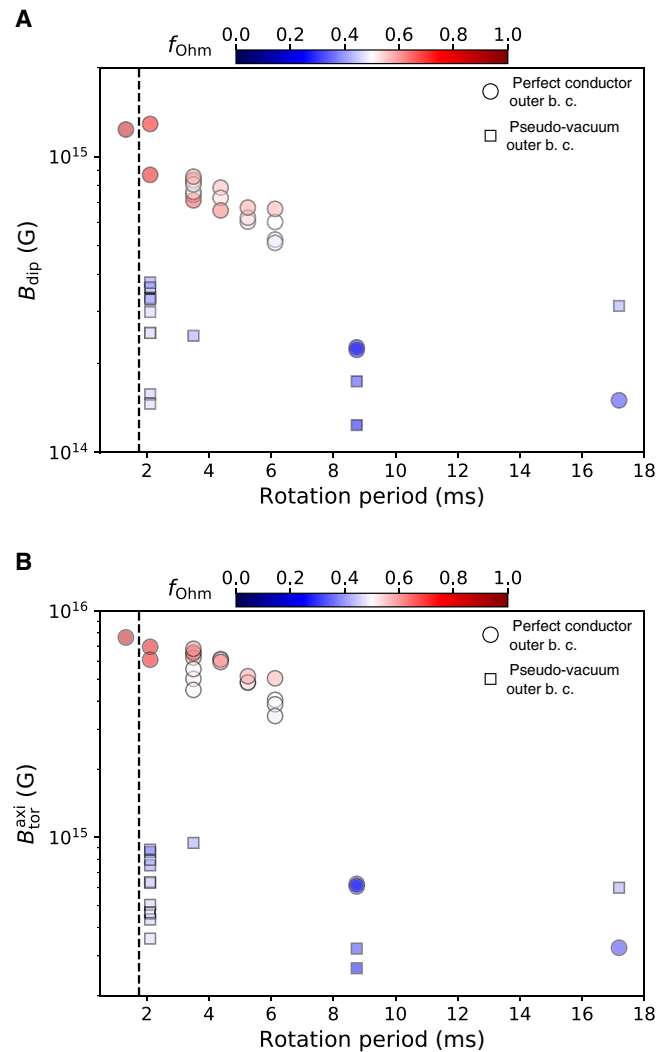 A
f_Ohm 0.0 0.2 0.4 0.6 0.8 1.0
Perfect conductor
outer b. c.
Pseudo-vacuum
outer b. c.
10^15
B_dip (G)
10^14
2 4 6 8 10 12 14 16 18
Rotation period (ms)
B
f_Ohm 0.0 0.2 0.4 0.6 0.8 1.0
10^16
Perfect conductor
outer b. c.
Pseudo-vacuum
outer b. c.
B_tor^axi (G)
10^15
2 4 6 8 10 12 14 16 18
Rotation period (ms)